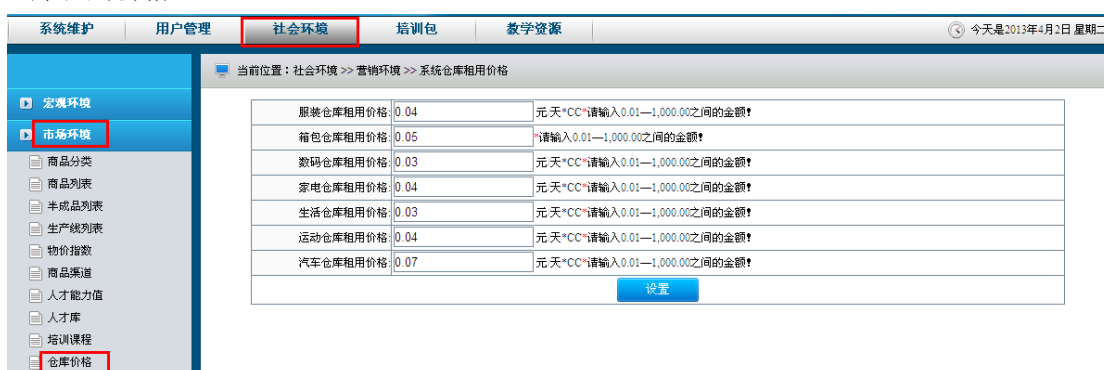 系统维护 用户管理 社会环境 培训包 教学资源 今天是2013年4月2日 星期二
当前位置：社会环境 >> 营销环境 >> 系统仓库租用价格
宏观环境
市场环境
商品分类
商品列表
半成品列表
生产线列表
物价指数
商品渠道
人才能力值
人才库
培训课程
仓库价格
服装仓库租用价格: 0.04 元/天*CC*请输入0.01—1,000.00之间的金额!
箱包仓库租用价格: 0.05 *请输入0.01—1,000.00之间的金额!
数码仓库租用价格: 0.03 元/天*CC*请输入0.01—1,000.00之间的金额!
家电仓库租用价格: 0.04 元/天*CC*请输入0.01—1,000.00之间的金额!
生活仓库租用价格: 0.03 元/天*CC*请输入0.01—1,000.00之间的金额!
运动仓库租用价格: 0.04 元/天*CC*请输入0.01—1,000.00之间的金额!
汽车仓库租用价格: 0.07 元/天*CC*请输入0.01—1,000.00之间的金额!
设置